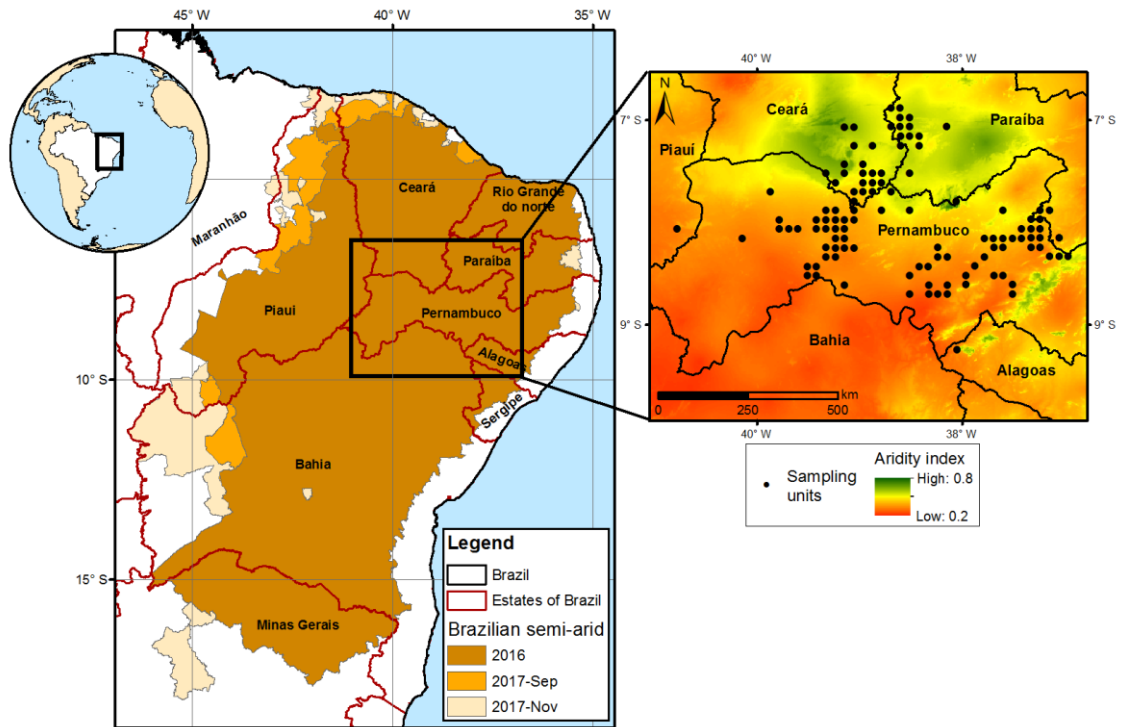 45° W
40° W
35° W
5° S
10° S
15° S
Maranhão
Ceará
Rio Grande
do norte
Paraíba
Piaui
Pernambuco
Alagoas
Sergipe
Bahia
Minas Gerais
Legend
Brazil
Estates of Brazil
Brazilian semi-arid
2016
2017-Sep
2017-Nov
40° W
38° W
N
7° S
7° S
9° S
9° S
Ceará
Paraíba
Piauí
Pernambuco
Bahia
Alagoas
km
0 250 500
40° W
38° W
Sampling
units
Aridity index
High: 0.8
Low: 0.2